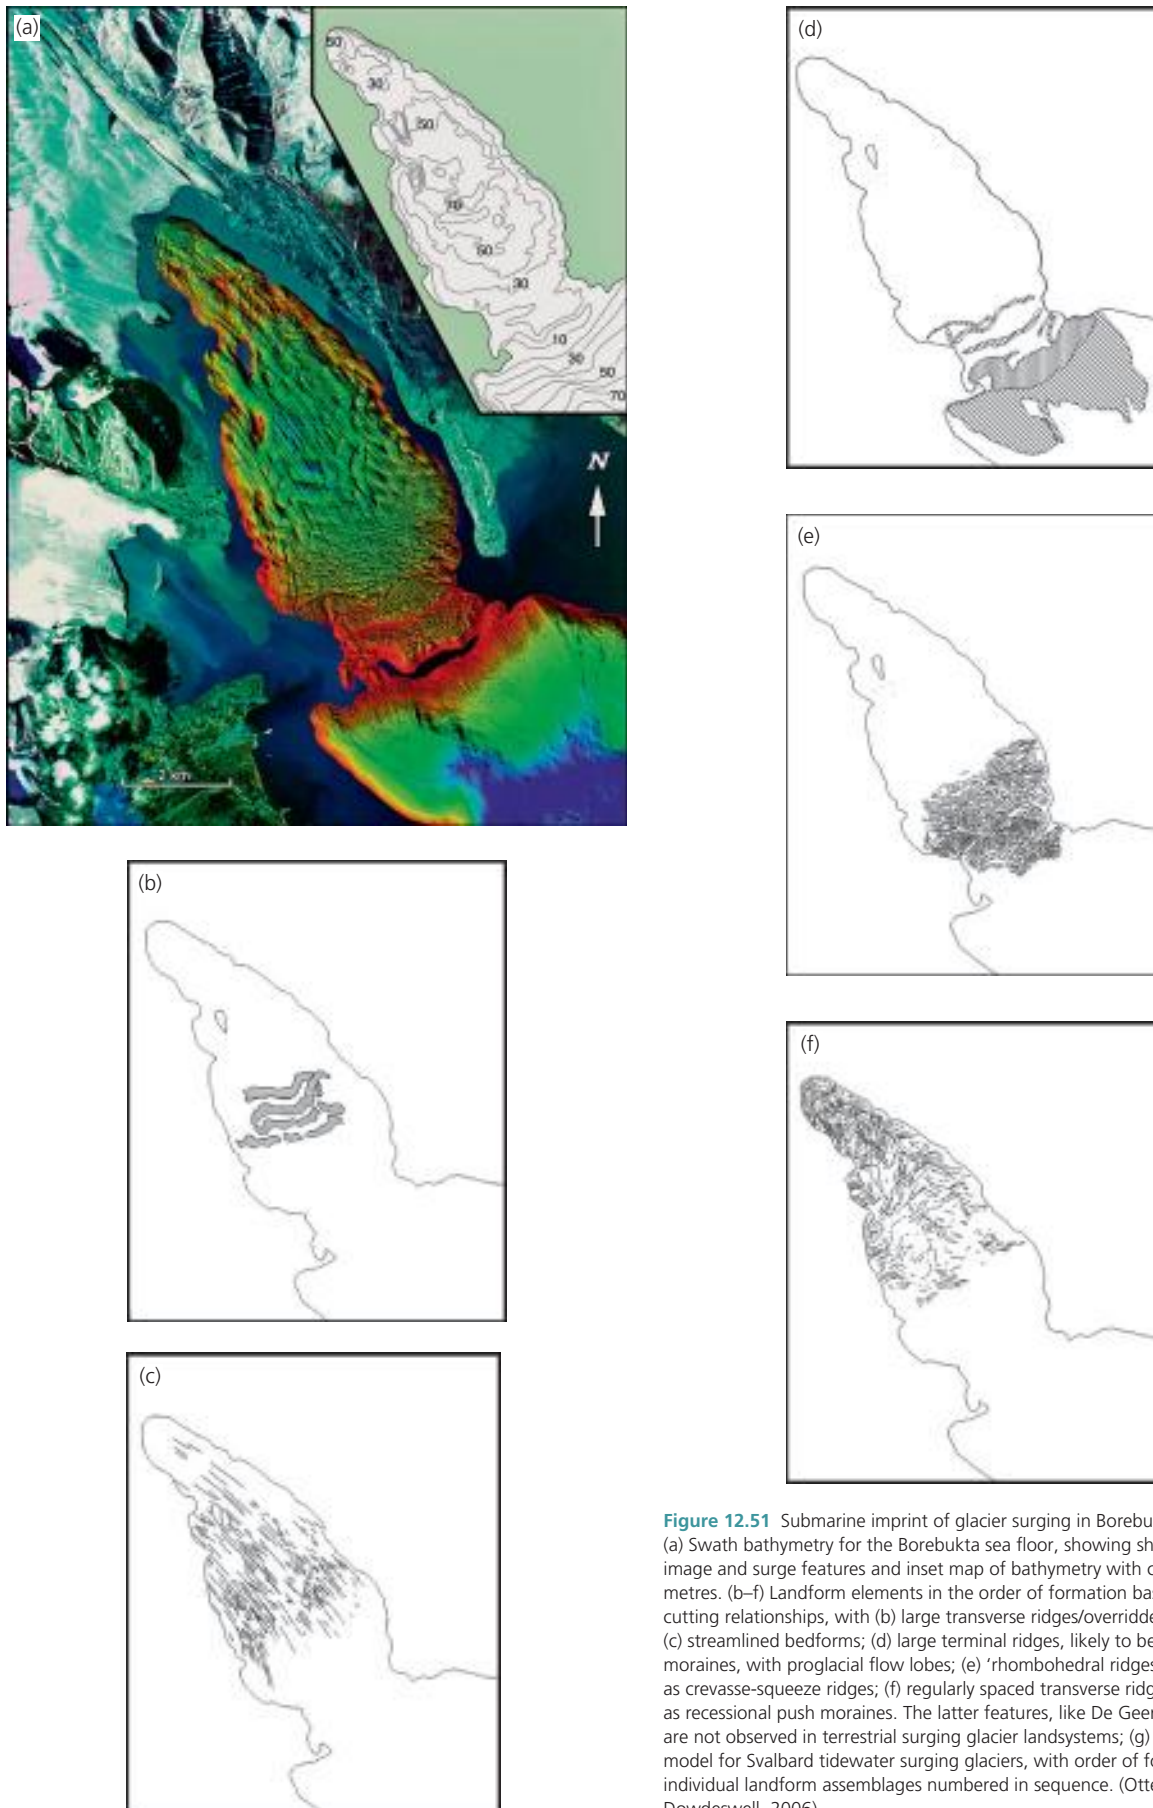 (a)
50
30
50
10
50
30
10
30
50
70
N
2 km
(b)
(c)
(d)
(e)
(f)
Figure 12.51 Submarine imprint of glacier surging in Borebu
(a) Swath bathymetry for the Borebukta sea floor, showing sh
image and surge features and inset map of bathymetry with c
metres. (b–f) Landform elements in the order of formation bas
cutting relationships, with (b) large transverse ridges/overridde
(c) streamlined bedforms; (d) large terminal ridges, likely to be
moraines, with proglacial flow lobes; (e) ‘rhombohedral ridges
as crevasse-squeeze ridges; (f) regularly spaced transverse ridg
as recessional push moraines. The latter features, like De Geer
are not observed in terrestrial surging glacier landsystems; (g)
model for Svalbard tidewater surging glaciers, with order of fo
individual landform assemblages numbered in sequence. (Otte
Dowdeswell, 2006)